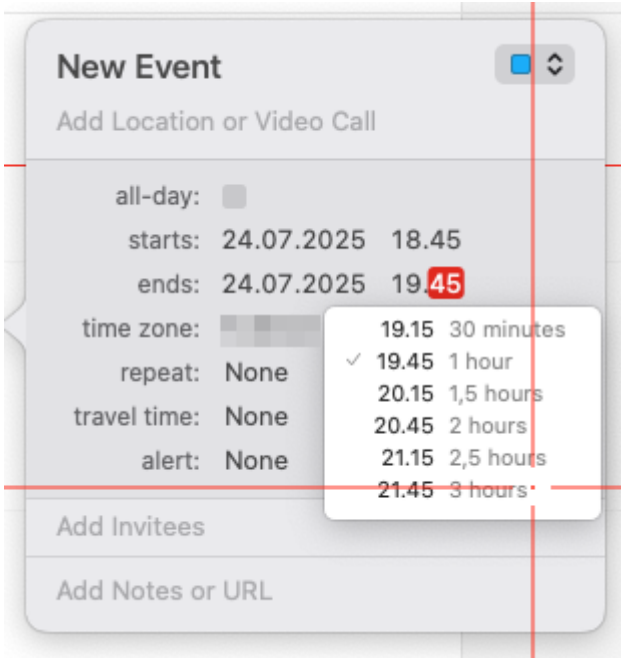 New Event
Add Location or Video Call
all-day:
starts: 24.07.2025 18.45
ends: 24.07.2025 19.45
time zone:
19.15 30 minutes
repeat: None
✓ 19.45 1 hour
20.15 1,5 hours
travel time: None
20.45 2 hours
alert: None
21.15 2,5 hours
21.45 3 hours
Add Invitees
Add Notes or URL